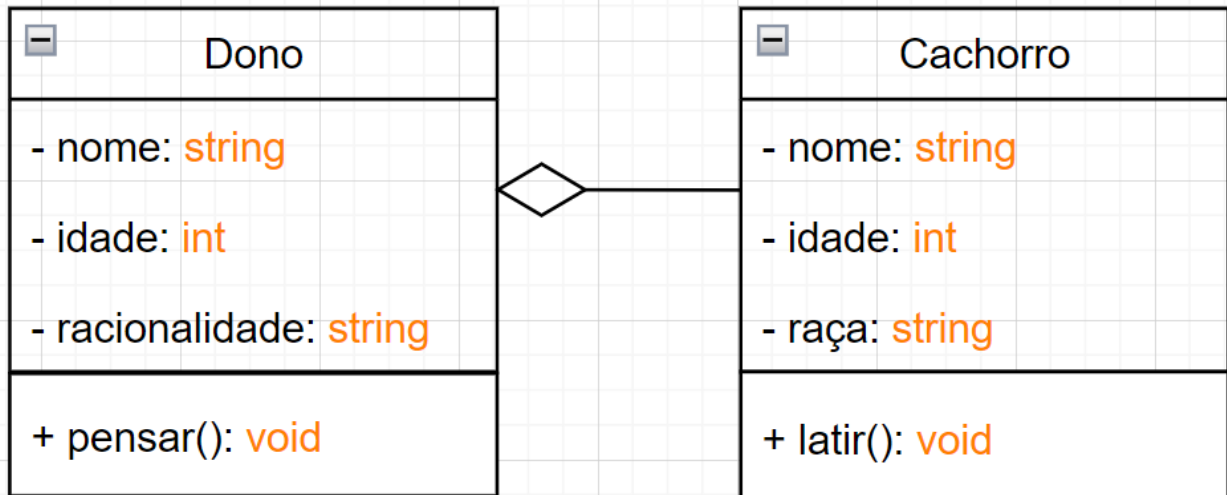 Dono
- nome: string
- idade: int
- racionalidade: string
+ pensar(): void
Cachorro
- nome: string
- idade: int
- raça: string
+ latir(): void